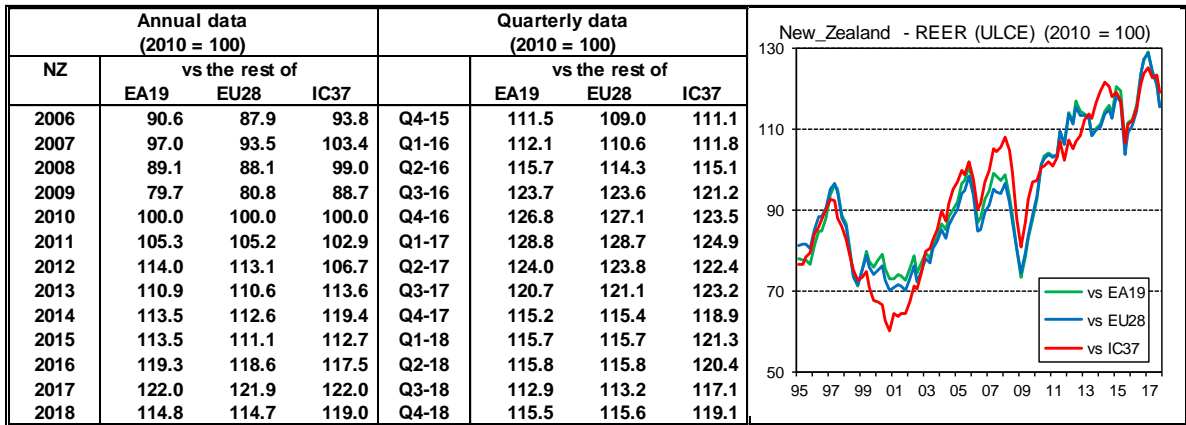 Annual data Quarterly data
(2010 = 100) (2010 = 100)
NZ vs the rest of vs the rest of
EA19 EU28 IC37 EA19 EU28 IC37
2006 90.6 87.9 93.8 Q4-15 111.5 109.0 111.1
2007 97.0 93.5 103.4 Q1-16 112.1 110.6 111.8
2008 89.1 88.1 99.0 Q2-16 115.7 114.3 115.1
2009 79.7 80.8 88.7 Q3-16 123.7 123.6 121.2
2010 100.0 100.0 100.0 Q4-16 126.8 127.1 123.5
2011 105.3 105.2 102.9 Q1-17 128.8 128.7 124.9
2012 114.0 113.1 106.7 Q2-17 124.0 123.8 122.4
2013 110.9 110.6 113.6 Q3-17 120.7 121.1 123.2
2014 113.5 112.6 119.4 Q4-17 115.2 115.4 118.9
2015 113.5 111.1 112.7 Q1-18 115.7 115.7 121.3
2016 119.3 118.6 117.5 Q2-18 115.8 115.8 120.4
2017 122.0 121.9 122.0 Q3-18 112.9 113.2 117.1
2018 114.8 114.7 119.0 Q4-18 115.5 115.6 119.1
New_Zealand - REER (ULCE) (2010 = 100)
130
110
90
70
50
vs EA19
vs EU28
vs IC37
95 97 99 01 03 05 07 09 11 13 15 17